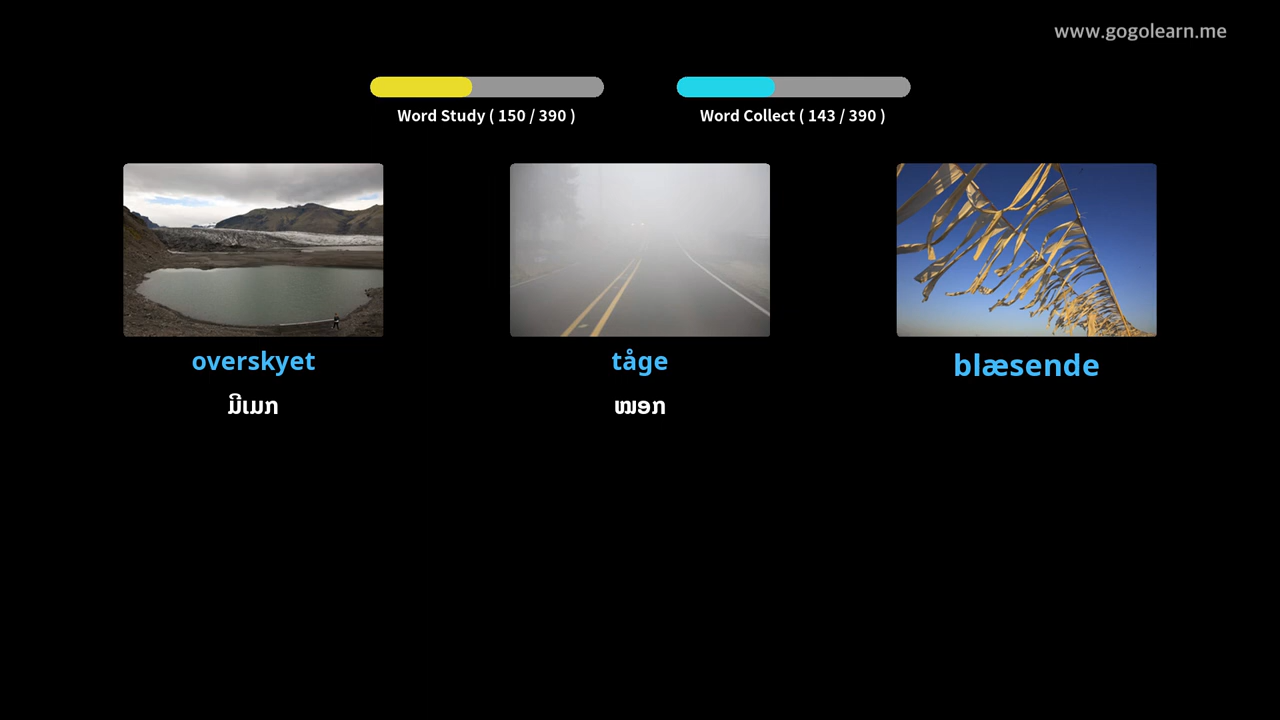 www.gogolearn.me
Word Study ( 150 / 390 )
Word Collect ( 143 / 390 )
overskyet
tåge
blæsende
ມີເມກ
ໝອກ